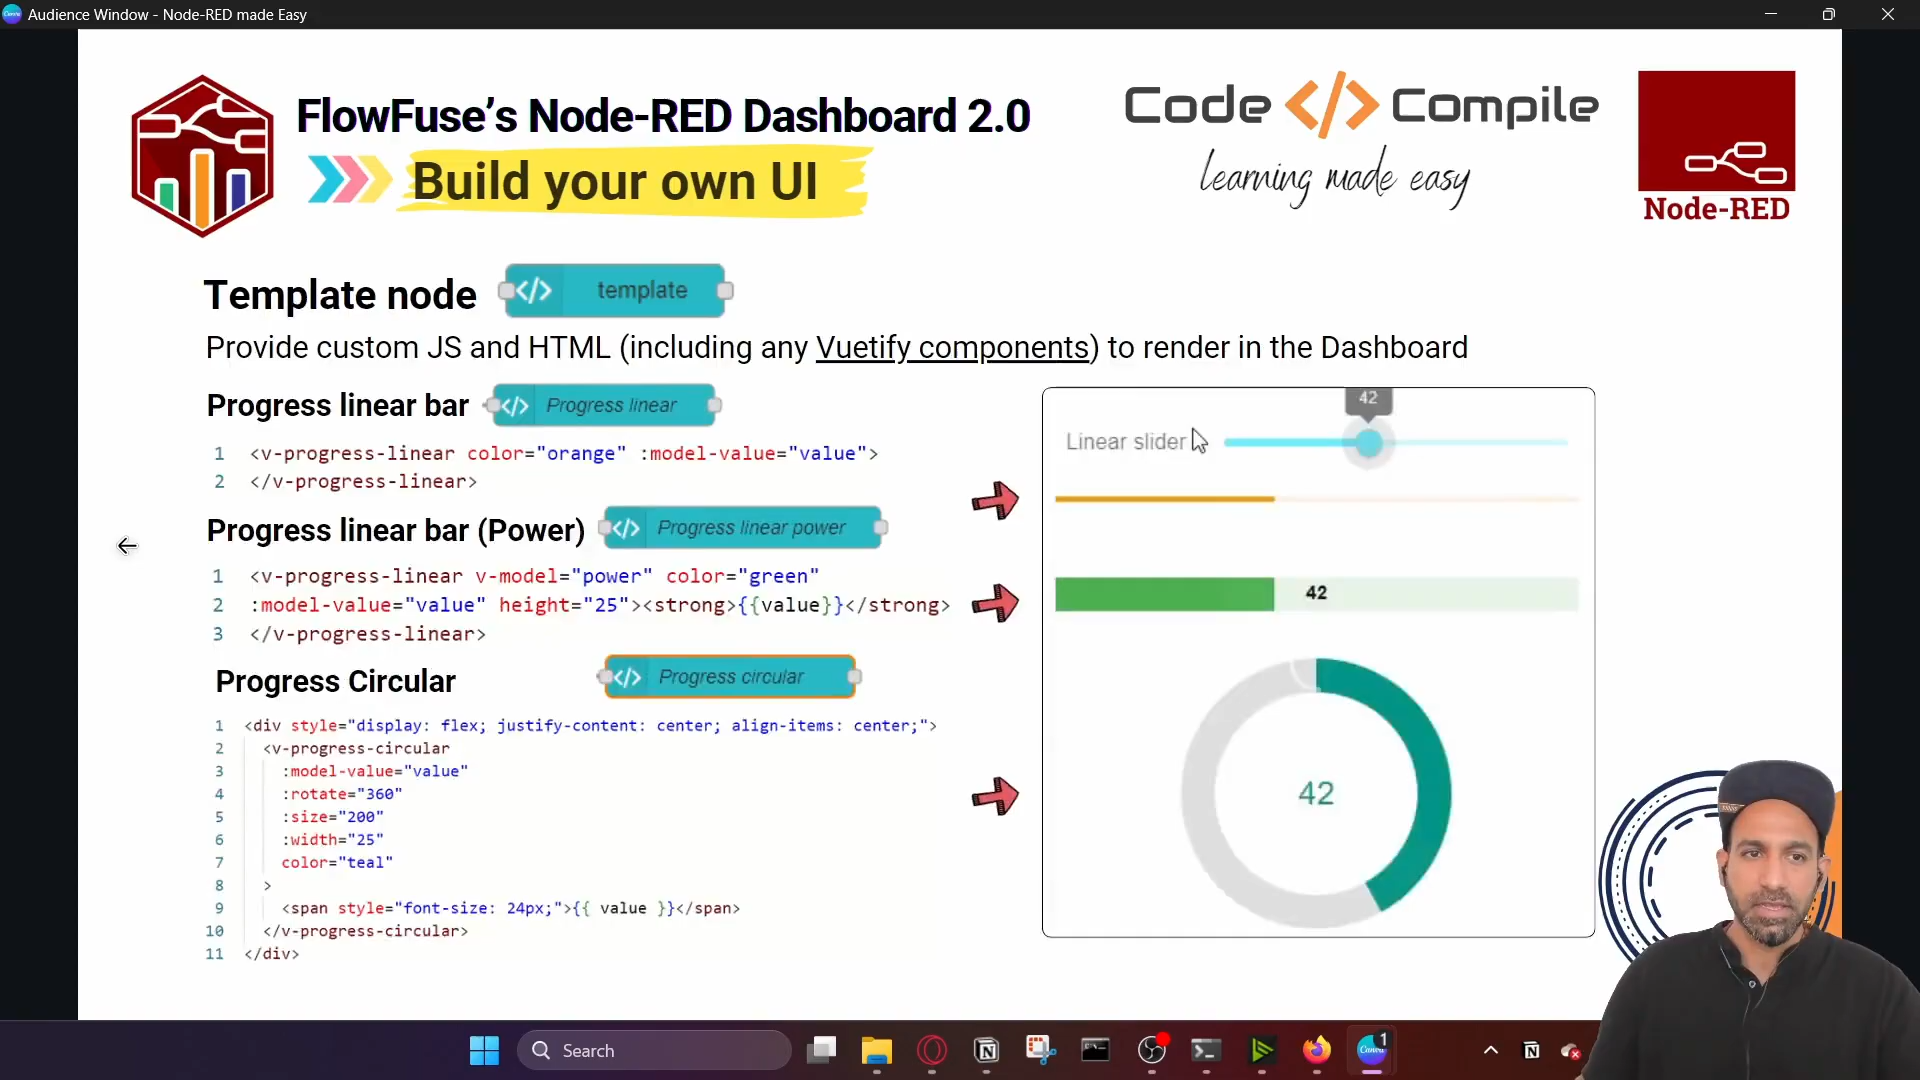 Audience Window - Node-RED made Easy
FlowFuse's Node-RED Dashboard 2.0
Build your own UI
Code </> Compile
learning made easy
Node-RED
Template node
</> template
Provide custom JS and HTML (including any Vuetify components) to render in the Dashboard
Progress linear bar
</> Progress linear
1 <v-progress-linear color="orange" :model-value="value">
2 </v-progress-linear>
Progress linear bar (Power)
</> Progress linear power
1 <v-progress-linear v-model="power" color="green"
2 :model-value="value" height="25"><strong>{{value}}</strong>
3 </v-progress-linear>
Progress Circular
</> Progress circular
1 <div style="display: flex; justify-content: center; align-items: center;">
2 <v-progress-circular
3 :model-value="value"
4 :rotate="360"
5 :size="200"
6 :width="25"
7 color="teal"
8 >
9 <span style="font-size: 24px;">{{ value }}</span>
10 </v-progress-circular>
11 </div>
42
Linear slider
42
42
Search
Canva
1